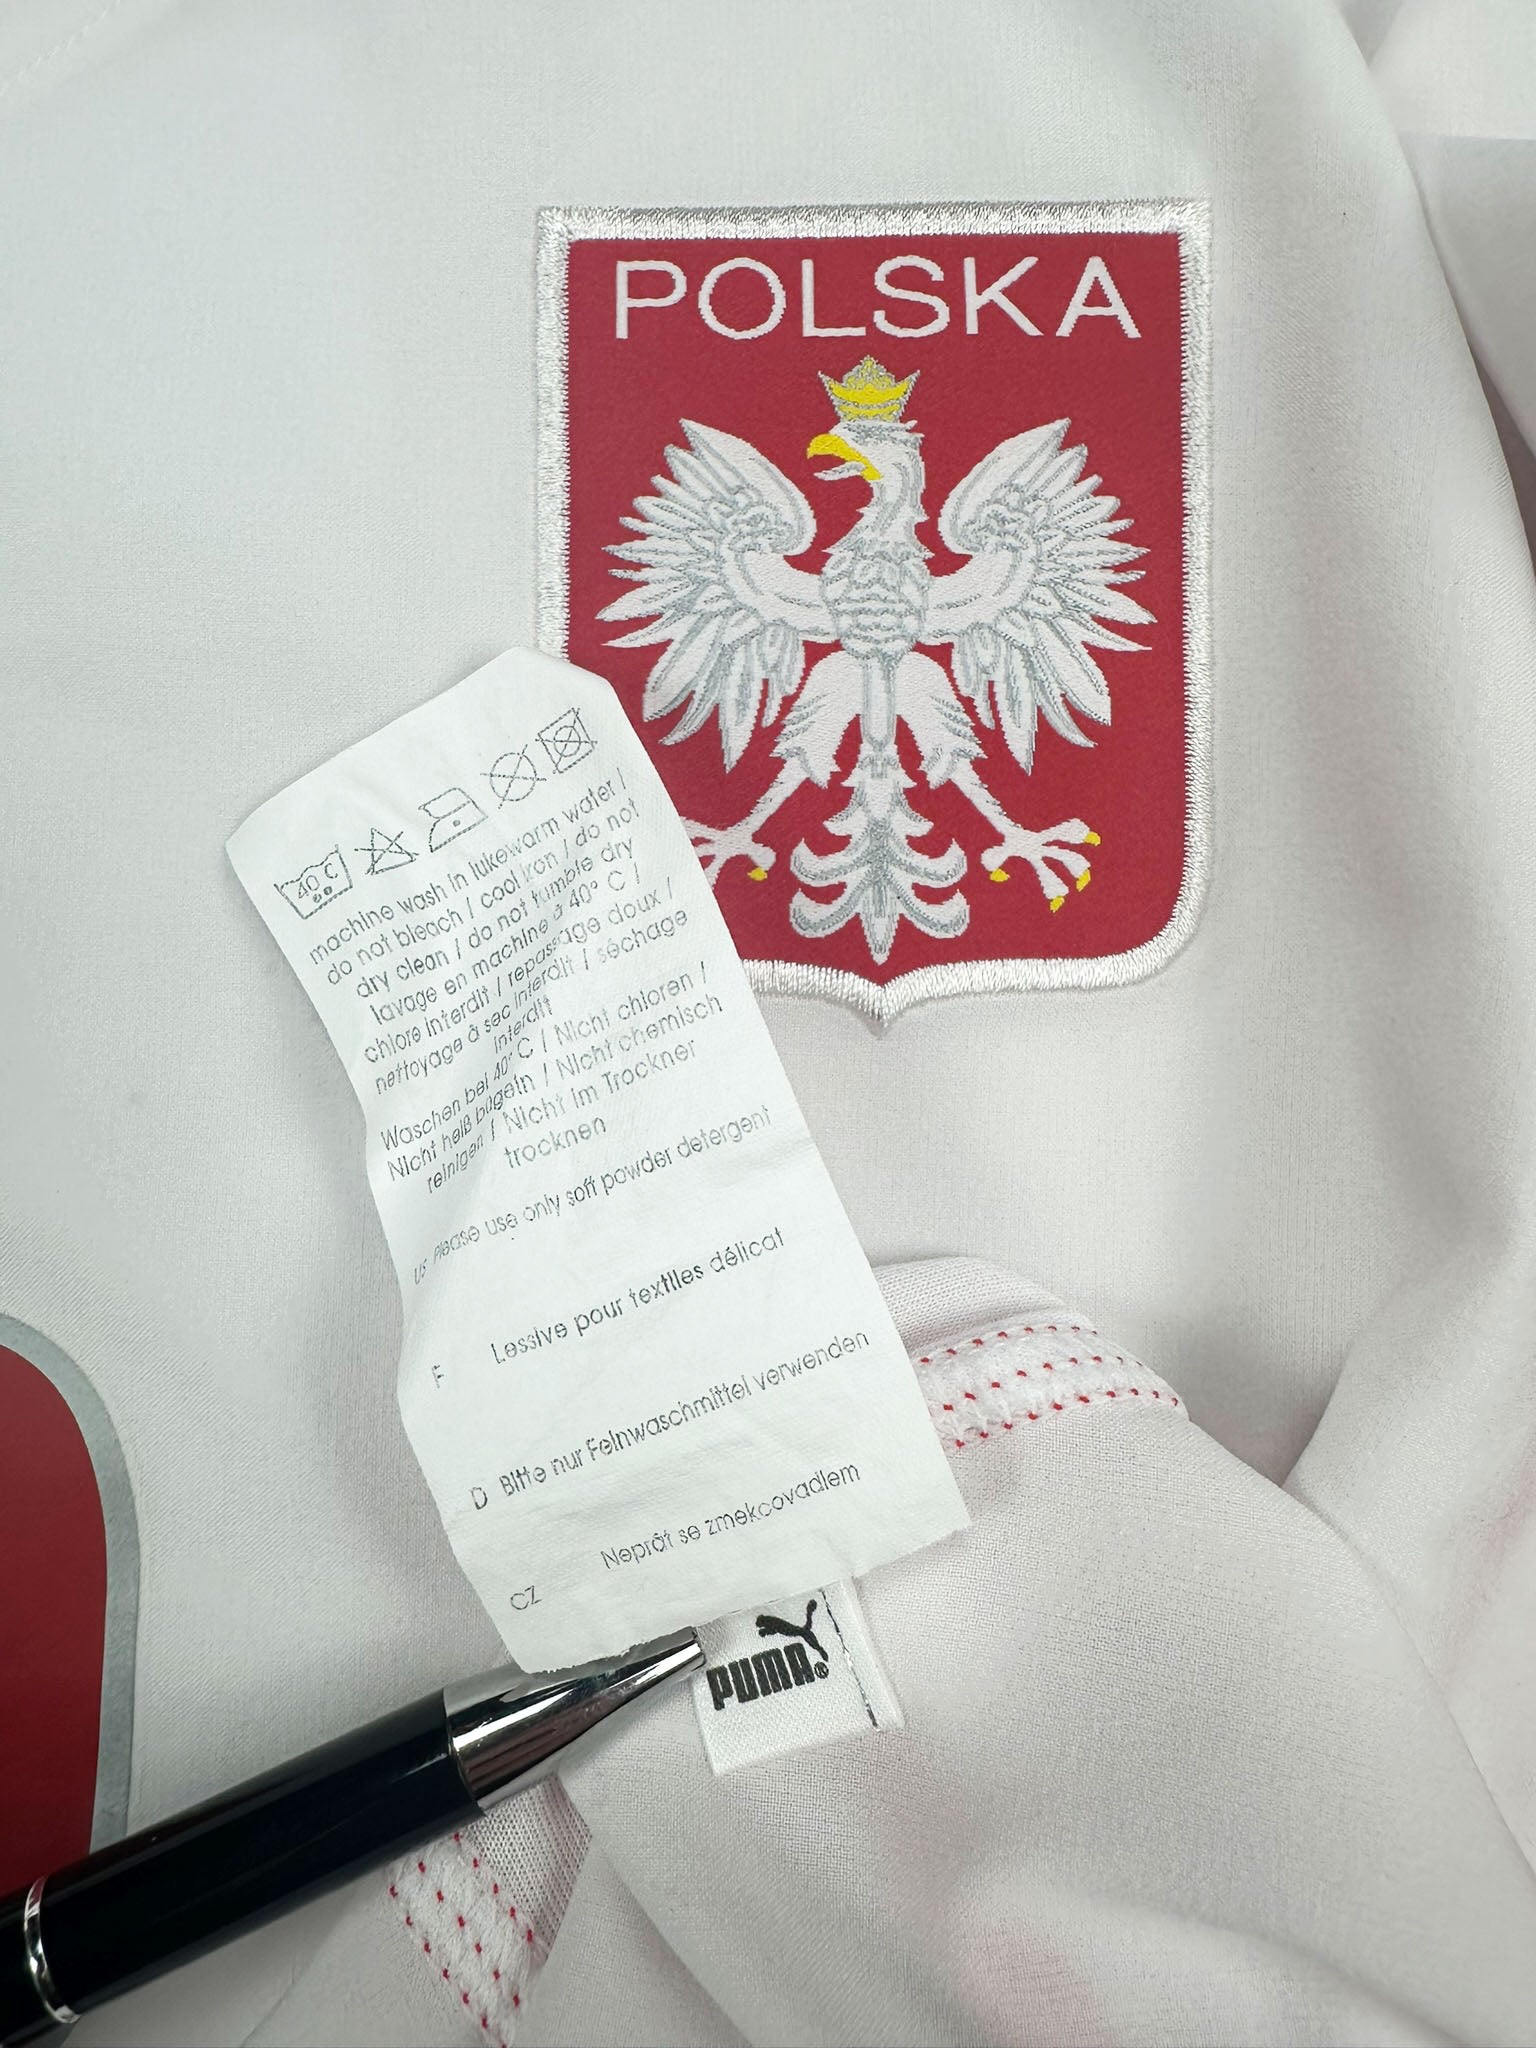 POLSKA
40 C
machine wash in lukewarm water /
do not bleach / cool iron / do not
dry clean / do not tumble dry
lavage en machine à 40° C /
chlore interdit / repassage doux /
nettoyage à sec interdit / séchage
interdit
Waschen bei 40° C / Nicht chloren /
Nicht heiß bügeln / Nicht chemisch
reinigen / Nicht im Trockner
trocknen
US Please use only soft powder detergent
F Lessive pour textiles délicat
D Bitte nur Feinwaschmittel verwenden
CZ Neprát se zmekcovadlem
PUMA®